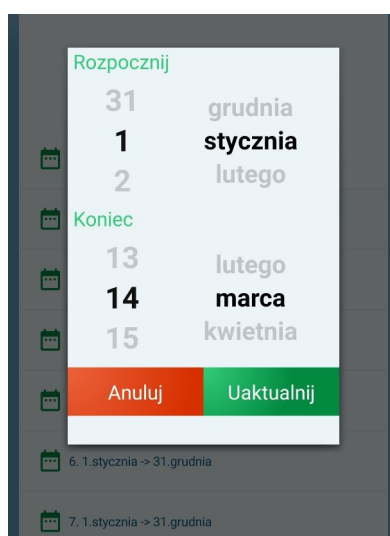 Rozpocznij
31 grudnia
1 stycznia
2 lutego
Koniec
13 lutego
14 marca
15 kwietnia
Anuluj Uaktualnij
6. 1.stycznia -> 31.grudnia
7. 1.stycznia -> 31.grudnia